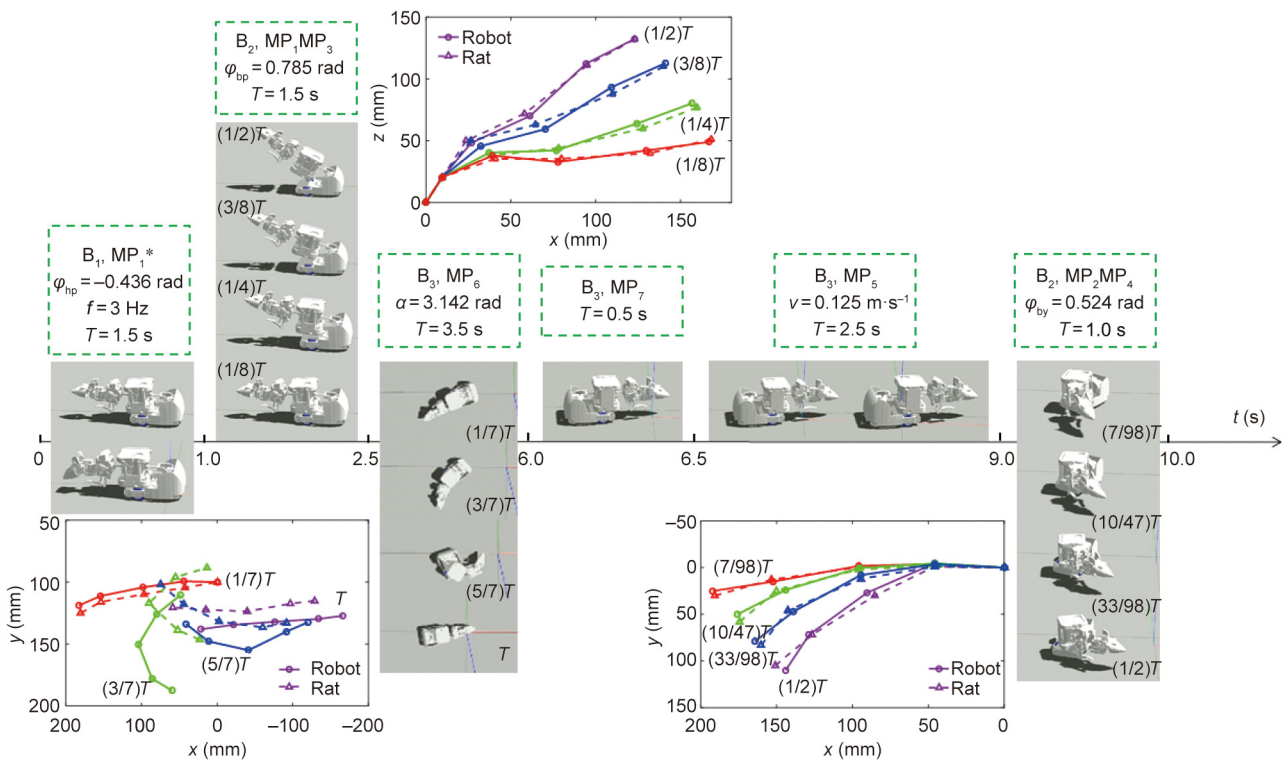 B₂, MP₁MP₃
φbp = 0.785 rad
T = 1.5 s
(1/2)T
(3/8)T
(1/4)T
(1/8)T
150
100
50
0
z (mm)
Robot
Rat
(1/2)T
(3/8)T
(1/4)T
(1/8)T
0
50
100
150
x (mm)
B₁, MP₁*
φhp = −0.436 rad
f = 3 Hz
T = 1.5 s
B₃, MP₆
α = 3.142 rad
T = 3.5 s
B₃, MP₇
T = 0.5 s
B₃, MP₅
v = 0.125 m·s⁻¹
T = 2.5 s
B₂, MP₂MP₄
φby = 0.524 rad
T = 1.0 s
t (s)
0
1.0
2.5
6.0
6.5
9.0
10.0
(1/7)T
(3/7)T
(5/7)T
T
(7/98)T
(10/47)T
(33/98)T
(1/2)T
50
100
150
200
y (mm)
(1/7)T
T
(5/7)T
(3/7)T
Robot
Rat
200
100
0
−100
−200
x (mm)
−50
0
50
100
150
y (mm)
(7/98)T
(10/47)T
(33/98)T
(1/2)T
Robot
Rat
200
150
100
50
0
x (mm)